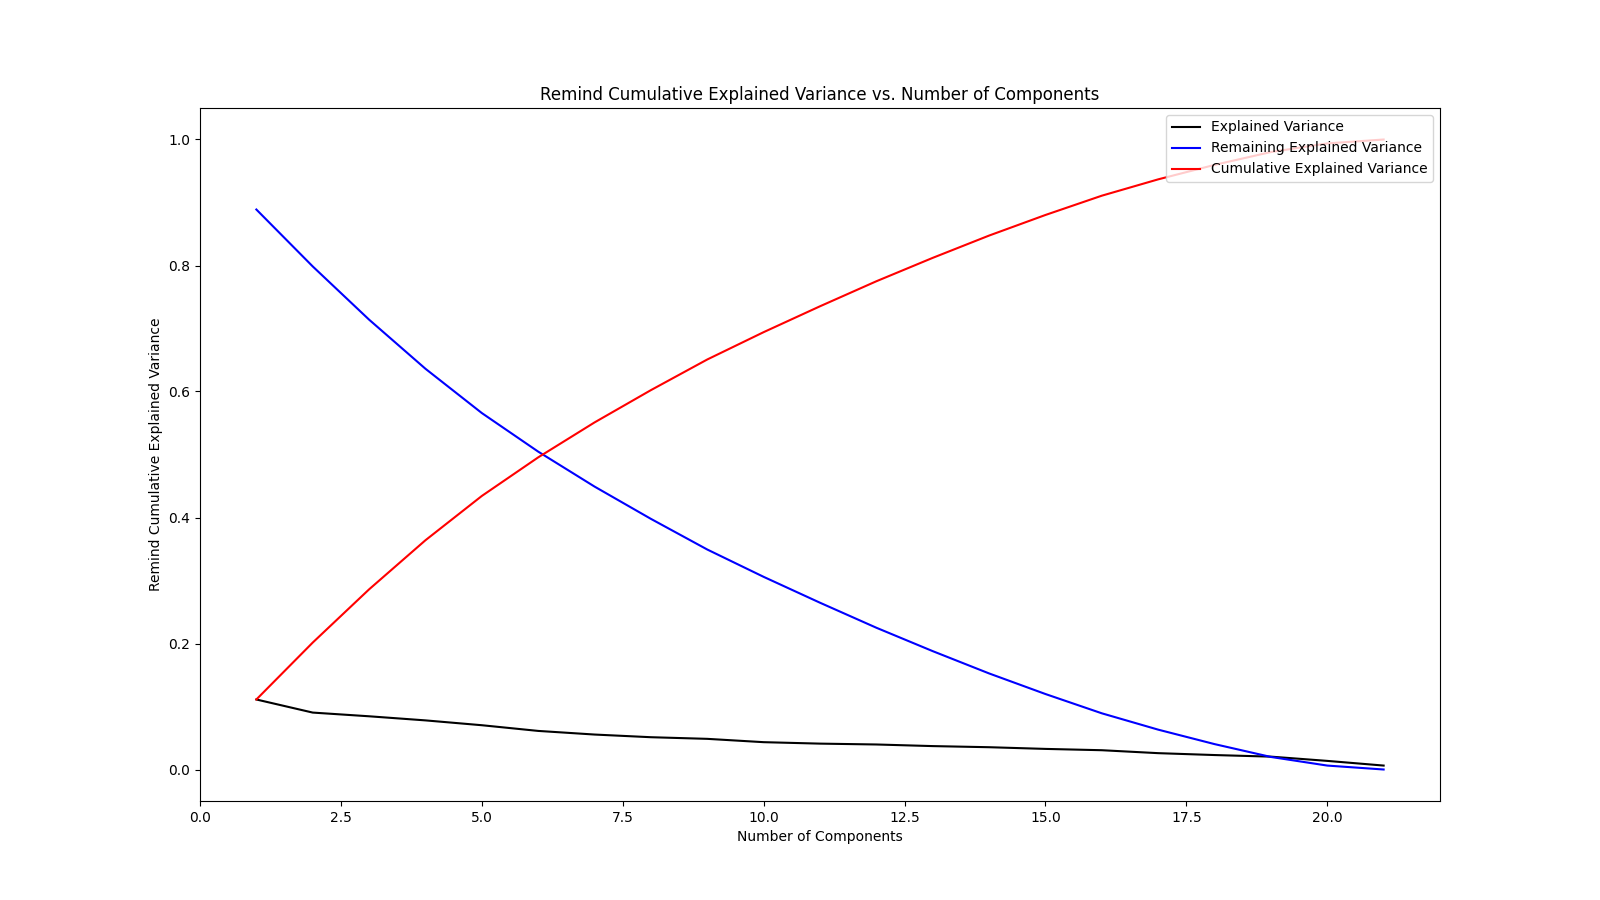 Remind Cumulative Explained Variance vs. Number of Components
Explained Variance
Remaining Explained Variance
Cumulative Explained Variance
Remind Cumulative Explained Variance
1.0
0.8
0.6
0.4
0.2
0.0
0.0 2.5 5.0 7.5 10.0 12.5 15.0 17.5 20.0
Number of Components